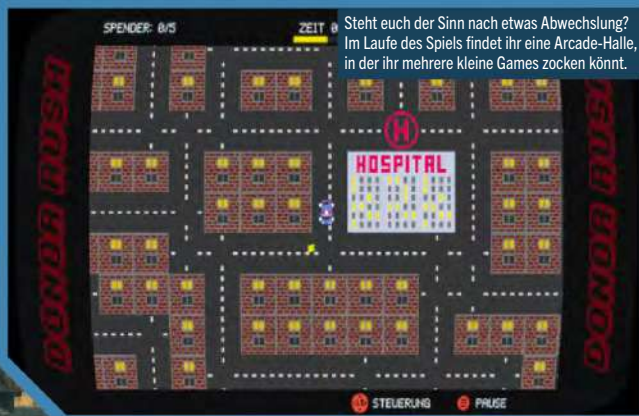 SPENDER: 0/5
ZEIT
Steht euch der Sinn nach etwas Abwechslung?
Im Laufe des Spiels findet ihr eine Arcade-Halle,
in der ihr mehrere kleine Games zocken könnt.
DONOR RUSH
H
HOSPITAL
DONOR RUSH
STEUERUNG
PAUSE